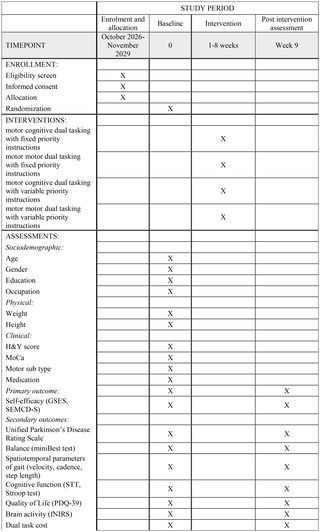 STUDY PERIOD
Enrolment and
allocation
Baseline
Intervention
Post intervention
assessment
TIMEPOINT
October 2026-
November
2029
0
1-8 weeks
Week 9
ENROLLMENT:
Eligibility screen X
Informed consent X
Allocation X
Randomization X
INTERVENTIONS:
motor cognitive dual tasking
with fixed priority
instructions
X
motor motor dual tasking
with fixed priority
instructions
X
motor cognitive dual tasking
with variable priority
instructions
X
motor motor dual tasking
with variable priority
instructions
X
ASSESSMENTS:
Sociodemographic:
Age X
Gender X
Education X
Occupation X
Physical:
Weight X
Height X
Clinical:
H&Y score X
MoCa X
Motor sub type X
Medication X
Primary outcome: X X
Self-efficacy (GSES,
SEMCD-S)
X X
Secondary outcomes:
Unified Parkinson's Disease
Rating Scale
X X
Balance (miniBest test) X X
Spatiotemporal parameters
of gait (velocity, cadence,
step length)
X X
Cognitive function (STT,
Stroop test)
X X
Quality of Life (PDQ-39) X X
Brain activity (fNIRS) X X
Dual task cost X X